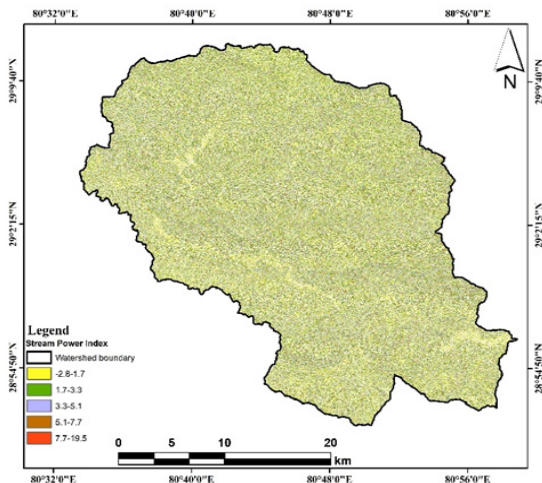 80°32'0"E 80°40'0"E 80°48'0"E 80°56'0"E
29°9'40"N 29°9'40"N
N
29°2'15"N 29°2'15"N
28°54'50"N 28°54'50"N
Legend
Stream Power Index
Watershed boundary
-2.8-1.7
1.7-3.3
3.3-5.1
5.1-7.7
7.7-19.5
0 5 10 20
km
80°32'0"E 80°40'0"E 80°48'0"E 80°56'0"E